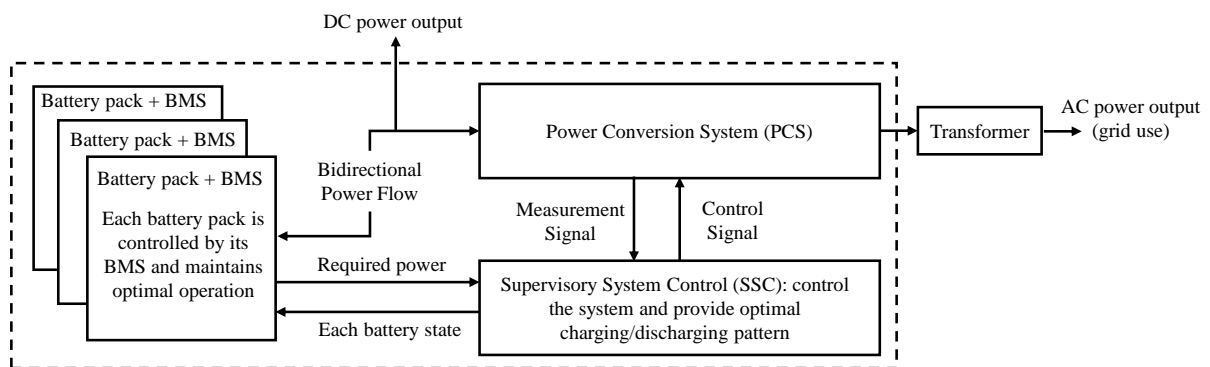 DC power output
Battery pack + BMS
Battery pack + BMS
Battery pack + BMS
Each battery pack is
controlled by its
BMS and maintains
optimal operation
Bidirectional
Power Flow
Power Conversion System (PCS)
Transformer
AC power output
(grid use)
Measurement
Signal
Control
Signal
Required power
Each battery state
Supervisory System Control (SSC): control
the system and provide optimal
charging/discharging pattern